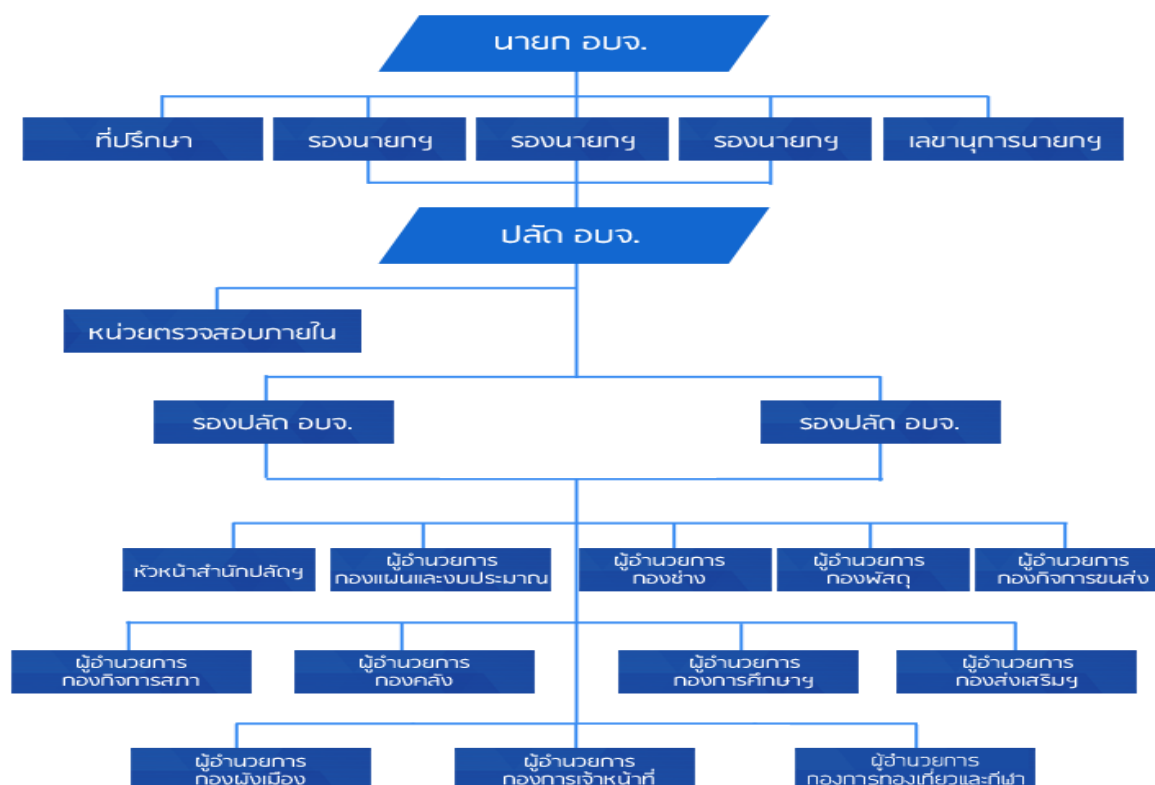 นายก อบจ.
ที่ปรึกษา
รองนายกฯ
รองนายกฯ
รองนายกฯ
เลขานุการนายกฯ
ปลัด อบจ.
หน่วยตรวจสอบภายใน
รองปลัด อบจ.
รองปลัด อบจ.
หัวหน้าสำนักปลัดฯ
ผู้อำนวยการ
กองแผนและงบประมาณ
ผู้อำนวยการ
กองช่าง
ผู้อำนวยการ
กองพัสดุ
ผู้อำนวยการ
กองกิจการขนส่ง
ผู้อำนวยการ
กองกิจการสภา
ผู้อำนวยการ
กองคลัง
ผู้อำนวยการ
กองการศึกษาฯ
ผู้อำนวยการ
กองส่งเสริมฯ
ผู้อำนวยการ
กองผังเมือง
ผู้อำนวยการ
กองการเจ้าหน้าที่
ผู้อำนวยการ
กองการท่องเที่ยวและกีฬา